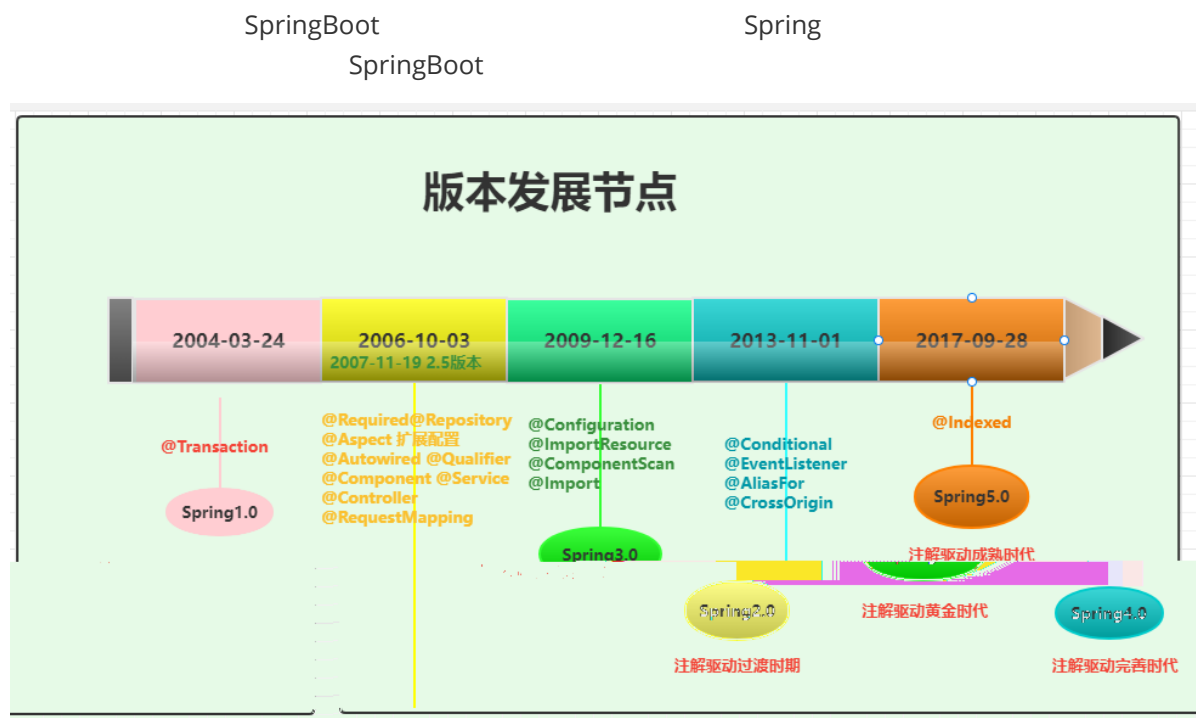 SpringBoot Spring
SpringBoot
版本发展节点
2004-03-24
2006-10-03
2007-11-19 2.5版本
2009-12-16
2013-11-01
2017-09-28
@Transaction
Spring1.0
@Required@Repository
@Aspect 扩展配置
@Autowired @Qualifier
@Component @Service
@Controller
@RequestMapping
@Configuration
@ImportResource
@ComponentScan
@Import
Spring3.0
@Conditional
@EventListener
@AliasFor
@CrossOrigin
@Indexed
Spring5.0
注解驱动成熟时代
Spring2.0
注解驱动过渡时期
注解驱动黄金时代
Spring4.0
注解驱动完善时代